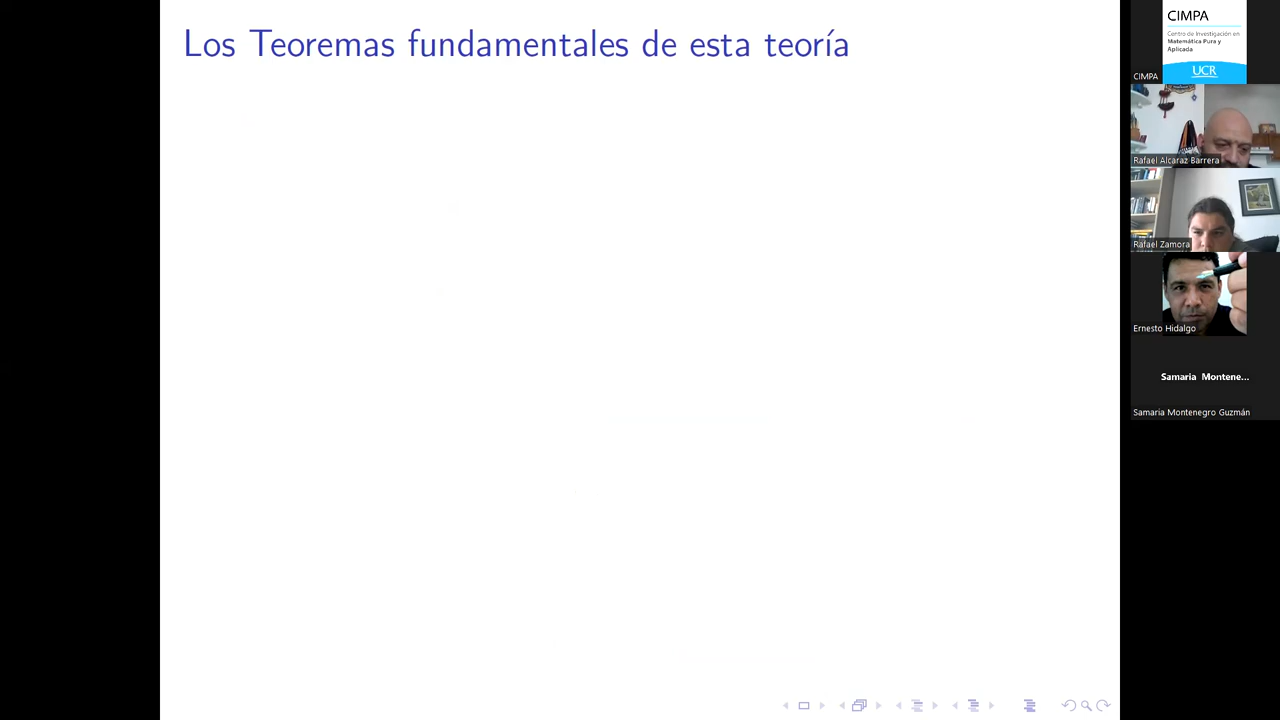 Los Teoremas fundamentales de esta teoría
CIMPA
Centro de Investigación en
Matemática Pura y
Aplicada
UCR
CIMPA
Rafael Alcaraz Barrera
Rafael Zamora
Ernesto Hidalgo
Samaria Montene...
Samaria Montenegro Guzmán